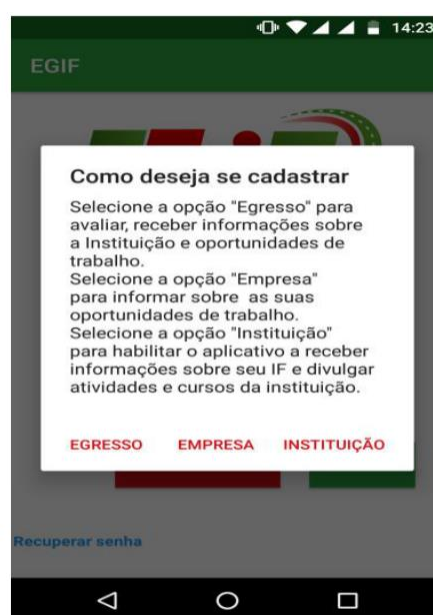 14:23
EGIF
Como deseja se cadastrar
Selecione a opção "Egresso" para
avaliar, receber informações sobre
a Instituição e oportunidades de
trabalho.
Selecione a opção "Empresa"
para informar sobre as suas
oportunidades de trabalho.
Selecione a opção "Instituição"
para habilitar o aplicativo a receber
informações sobre seu IF e divulgar
atividades e cursos da instituição.
EGRESSO EMPRESA INSTITUIÇÃO
Recuperar senha